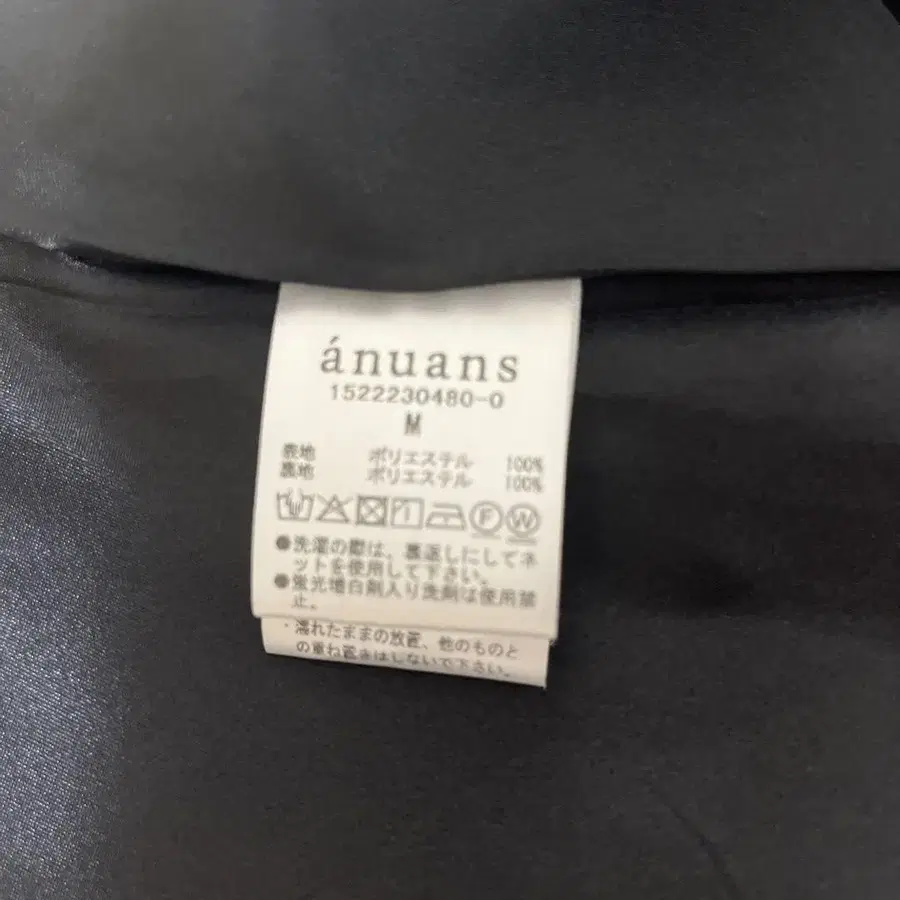 ánuans
1522230480-0
M
表地 ポリエステル 100%
裏地 ポリエステル 100%
F W
●洗濯の際は、裏返しにしてネ
ットを使用して下さい。
●蛍光増白剤入り洗剤は使用禁
止。
・濡れたままの放置、他のものと
の重ね置きはしないで下さい。